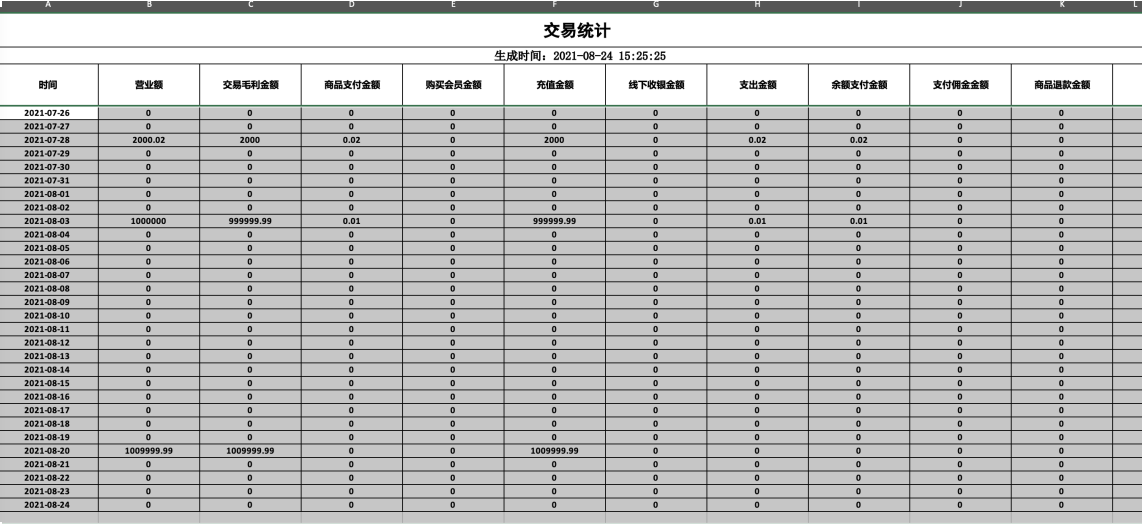 A B C D E F G H I J K L
交易统计
生成时间：2021-08-24 15:25:25
时间 营业额 交易毛利金额 商品支付金额 购买会员金额 充值金额 线下收银金额 支出金额 余额支付金额 支付佣金金额 商品退款金额
2021-07-26 0 0 0 0 0 0 0 0 0 0
2021-07-27 0 0 0 0 0 0 0 0 0 0
2021-07-28 2000.02 2000 0.02 0 2000 0 0.02 0.02 0 0
2021-07-29 0 0 0 0 0 0 0 0 0 0
2021-07-30 0 0 0 0 0 0 0 0 0 0
2021-07-31 0 0 0 0 0 0 0 0 0 0
2021-08-01 0 0 0 0 0 0 0 0 0 0
2021-08-02 0 0 0 0 0 0 0 0 0 0
2021-08-03 1000000 999999.99 0.01 0 999999.99 0 0.01 0.01 0 0
2021-08-04 0 0 0 0 0 0 0 0 0 0
2021-08-05 0 0 0 0 0 0 0 0 0 0
2021-08-06 0 0 0 0 0 0 0 0 0 0
2021-08-07 0 0 0 0 0 0 0 0 0 0
2021-08-08 0 0 0 0 0 0 0 0 0 0
2021-08-09 0 0 0 0 0 0 0 0 0 0
2021-08-10 0 0 0 0 0 0 0 0 0 0
2021-08-11 0 0 0 0 0 0 0 0 0 0
2021-08-12 0 0 0 0 0 0 0 0 0 0
2021-08-13 0 0 0 0 0 0 0 0 0 0
2021-08-14 0 0 0 0 0 0 0 0 0 0
2021-08-15 0 0 0 0 0 0 0 0 0 0
2021-08-16 0 0 0 0 0 0 0 0 0 0
2021-08-17 0 0 0 0 0 0 0 0 0 0
2021-08-18 0 0 0 0 0 0 0 0 0 0
2021-08-19 0 0 0 0 0 0 0 0 0 0
2021-08-20 1009999.99 1009999.99 0 0 1009999.99 0 0 0 0 0
2021-08-21 0 0 0 0 0 0 0 0 0 0
2021-08-22 0 0 0 0 0 0 0 0 0 0
2021-08-23 0 0 0 0 0 0 0 0 0 0
2021-08-24 0 0 0 0 0 0 0 0 0 0